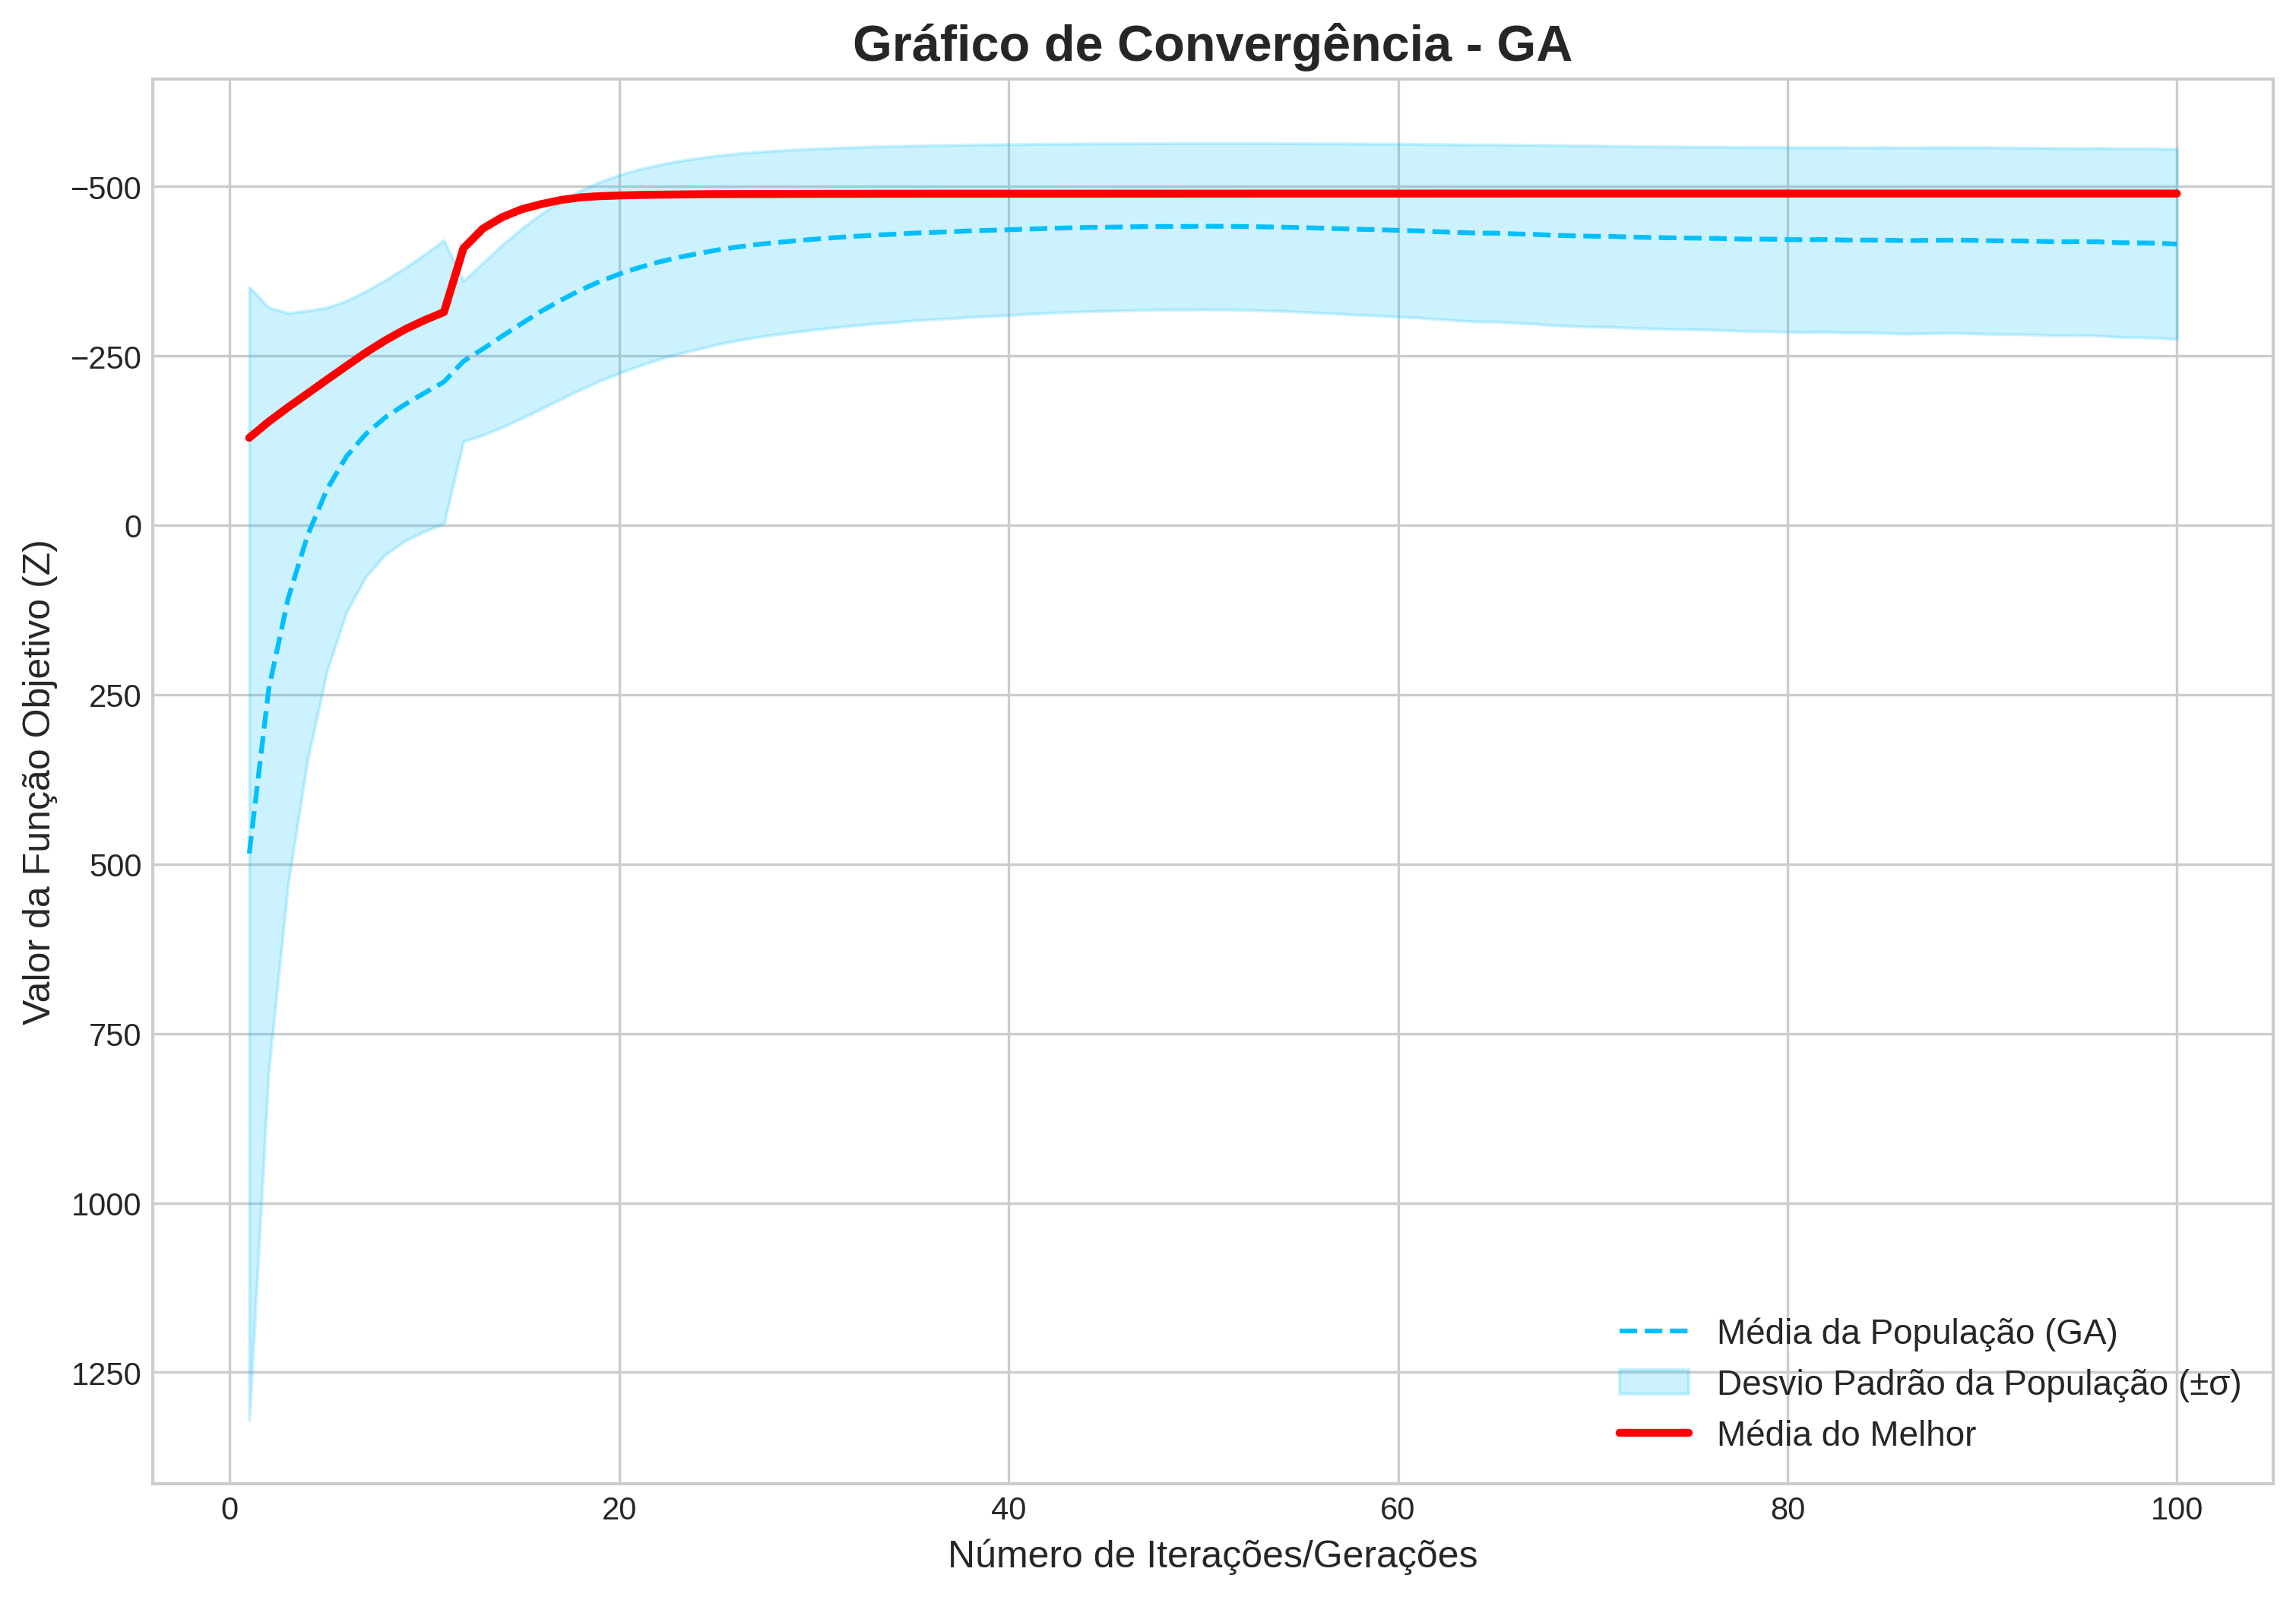 Gráfico de Convergência - GA
Valor da Função Objetivo (Z)
−500
−250
0
250
500
750
1000
1250
0 20 40 60 80 100
Número de Iterações/Gerações
Média da População (GA)
Desvio Padrão da População (±σ)
Média do Melhor